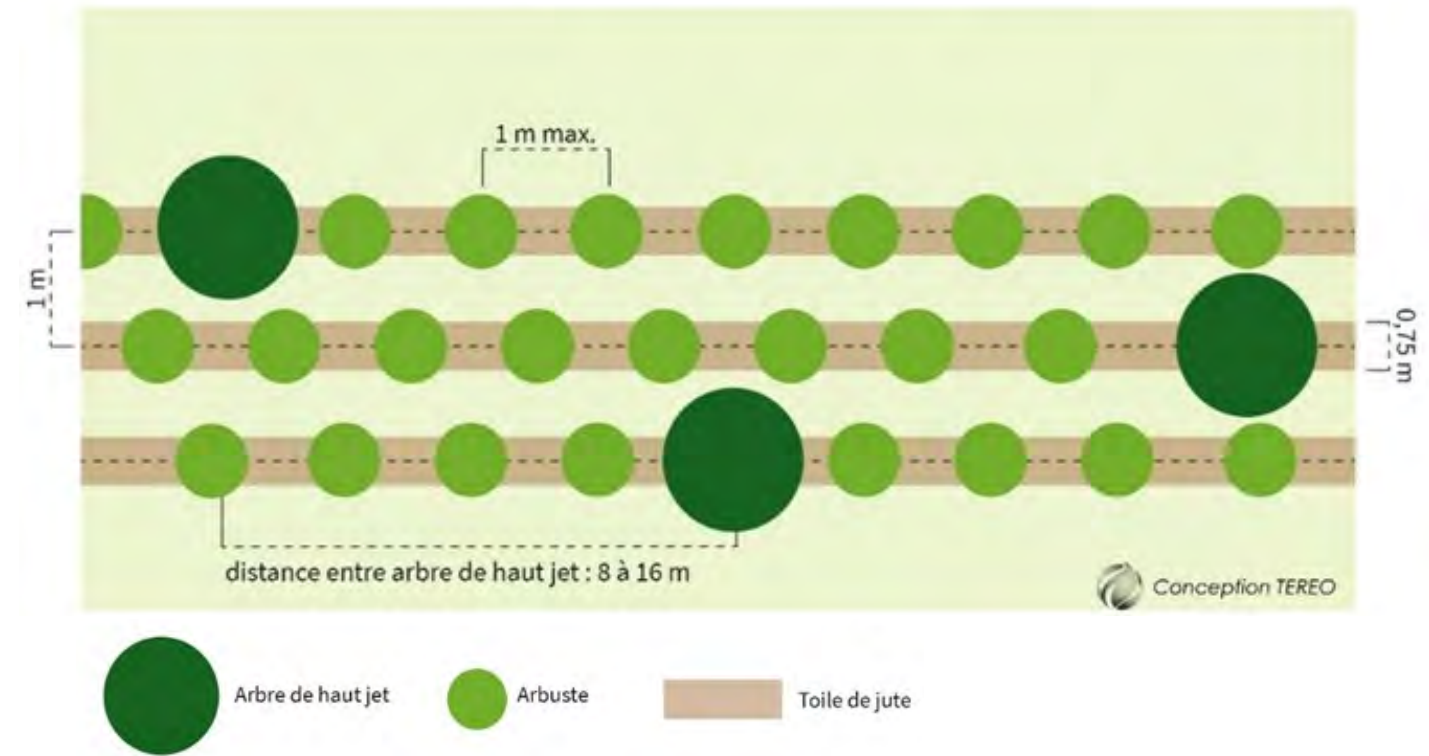 1 m max.
1 m
0,75 m
distance entre arbre de haut jet : 8 à 16 m
Conception TEREO
Arbre de haut jet
Arbuste
Toile de jute